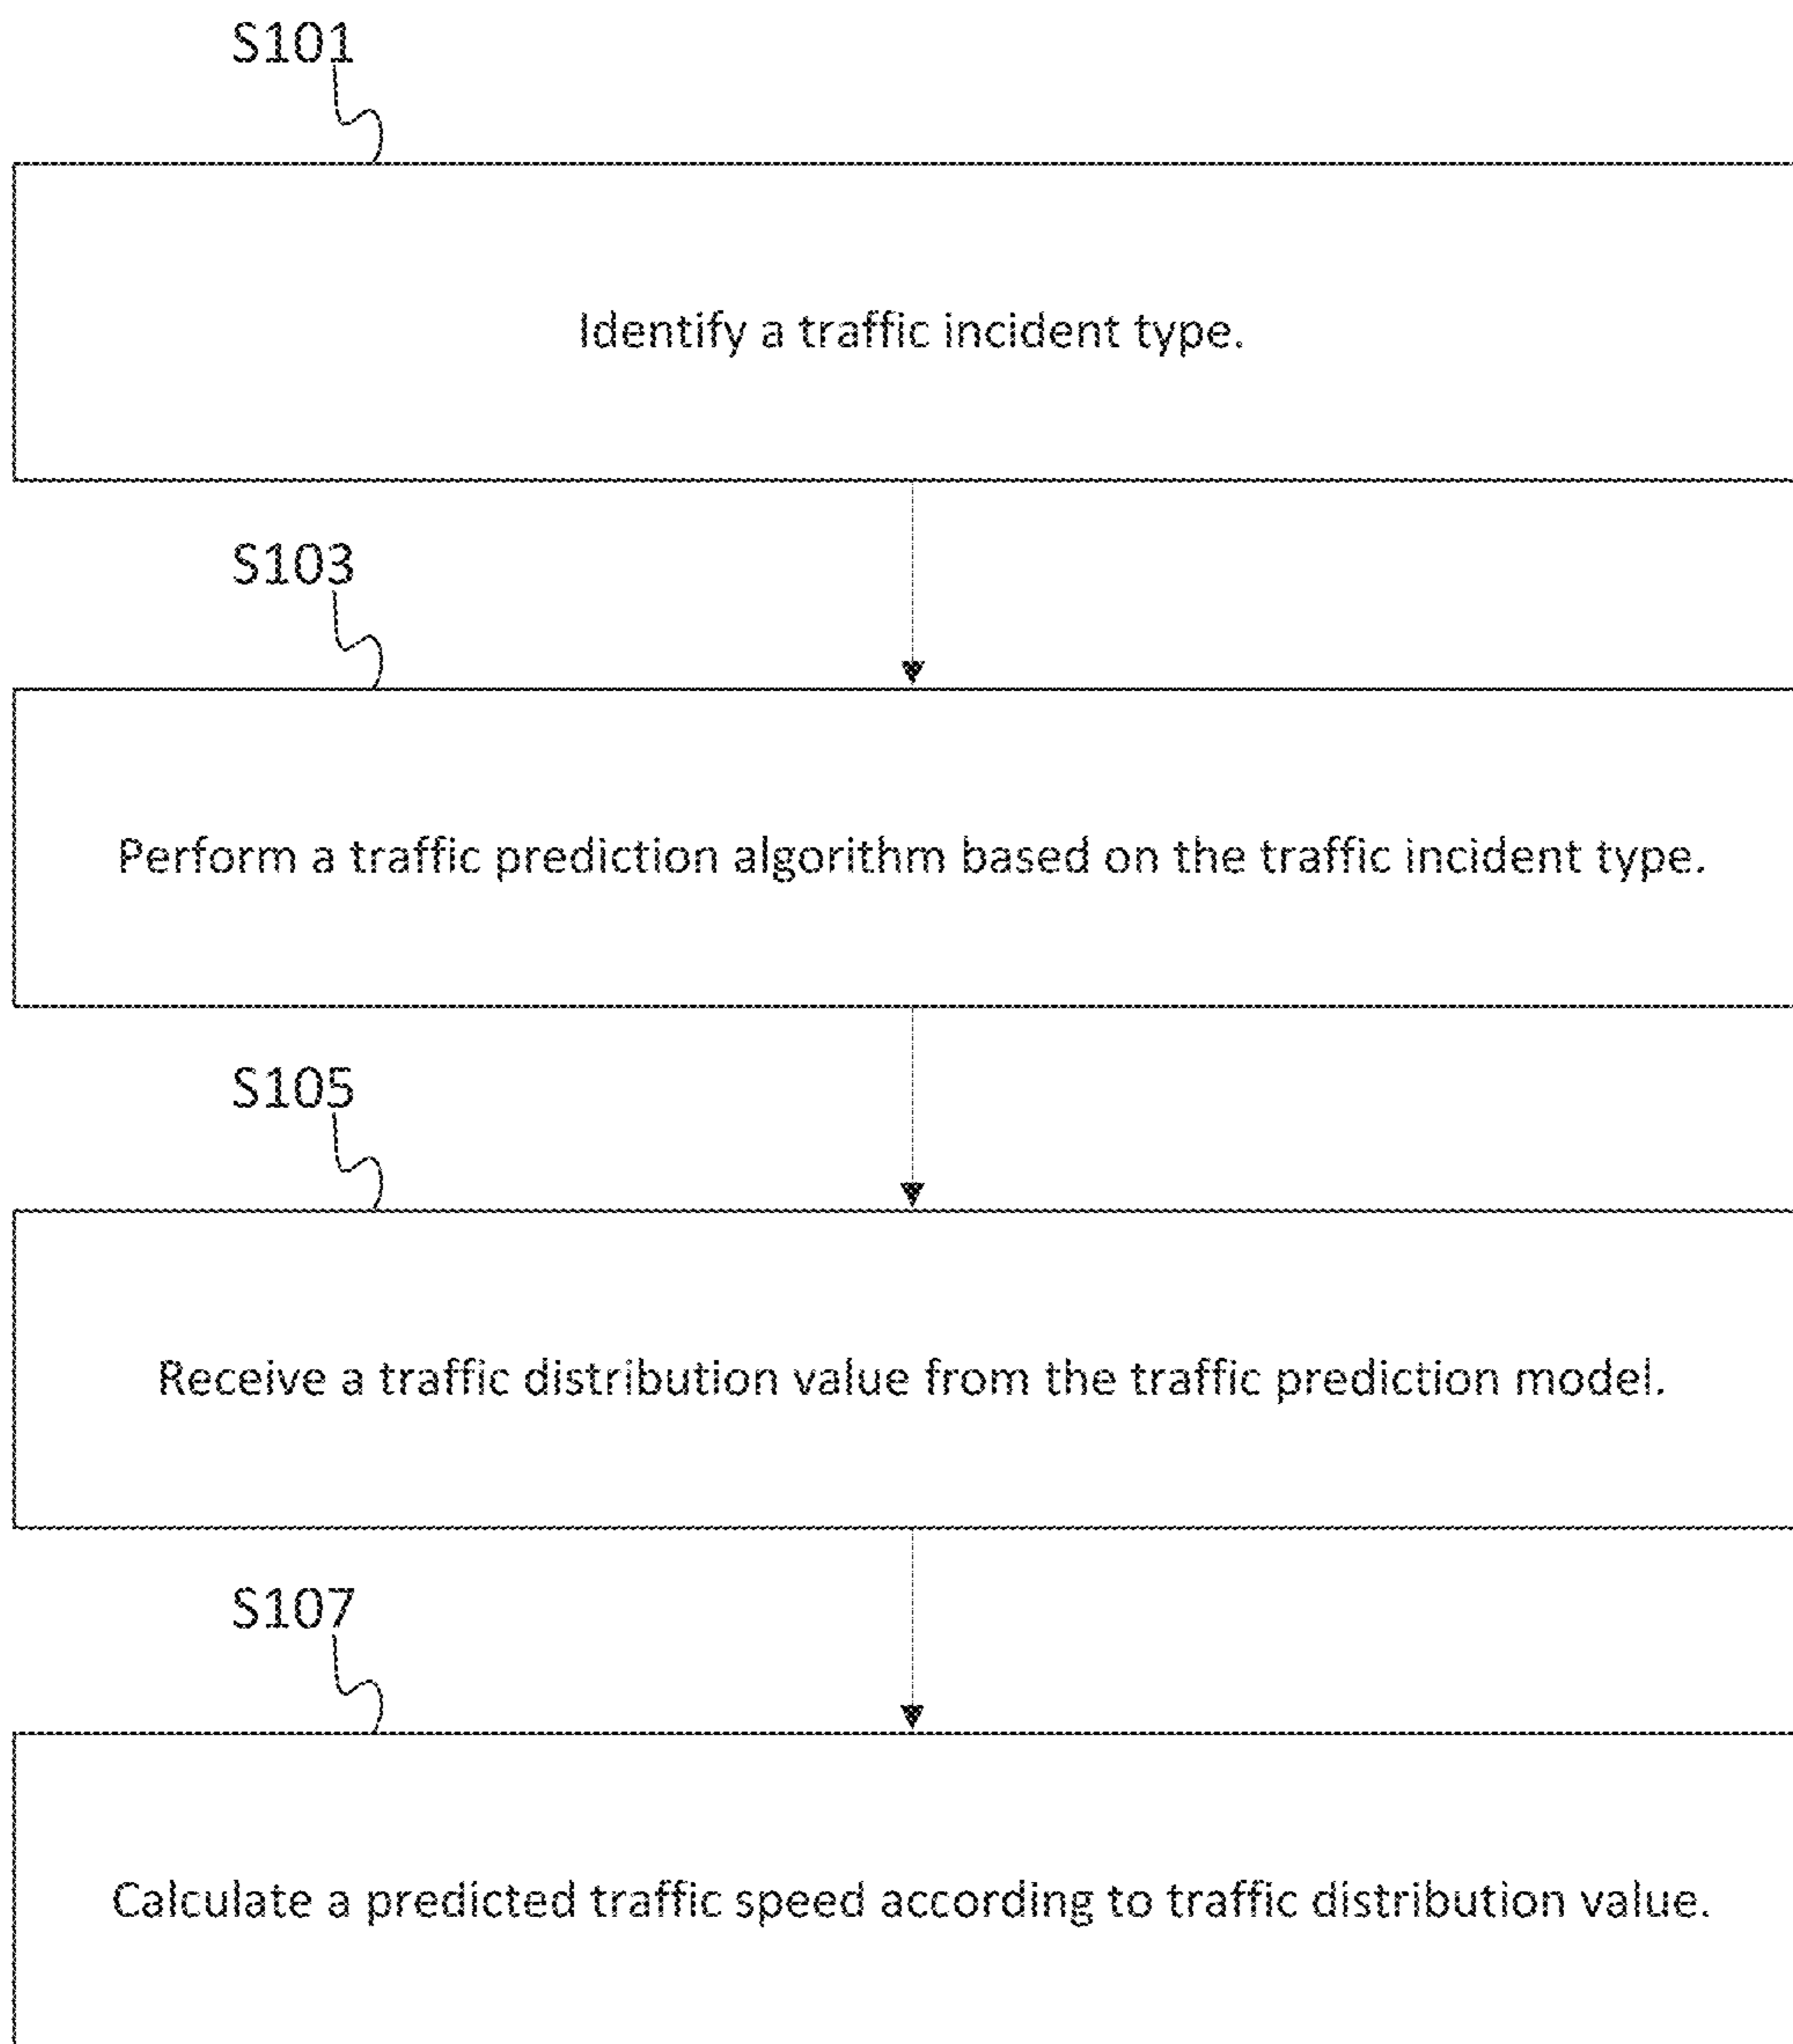 S101
Identify a traffic incident type.
S103
Perform a traffic prediction algorithm based on the traffic incident type.
S105
Receive a traffic distribution value from the traffic prediction model.
S107
Calculate a predicted traffic speed according to traffic distribution value.